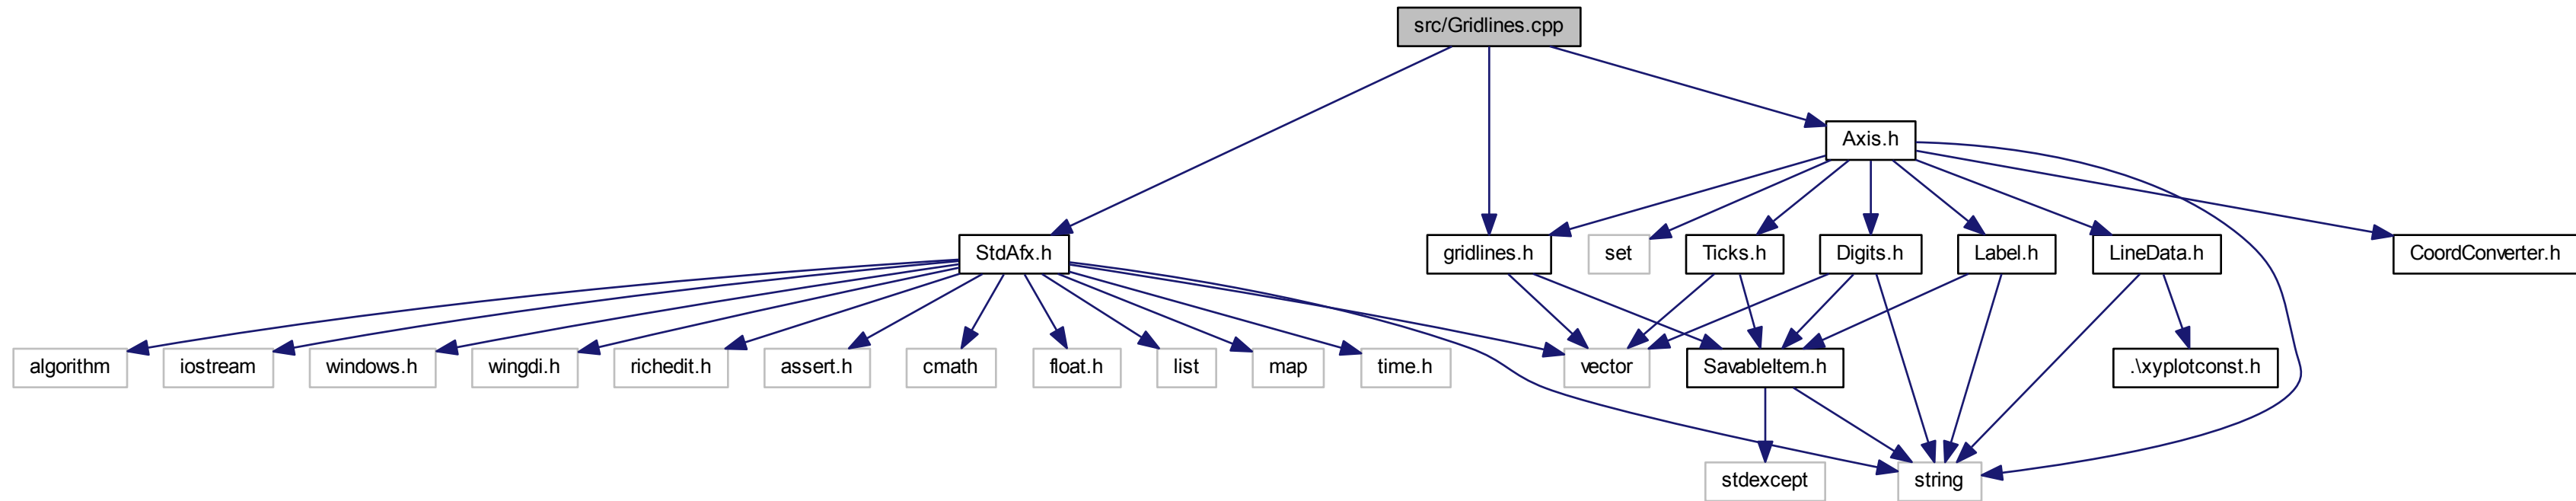 src/Gridlines.cpp
Axis.h
StdAfx.h
gridlines.h
set
Ticks.h
Digits.h
Label.h
LineData.h
CoordConverter.h
algorithm
iostream
windows.h
wingdi.h
richedit.h
assert.h
cmath
float.h
list
map
time.h
vector
SavableItem.h
.\xyplotconst.h
stdexcept
string